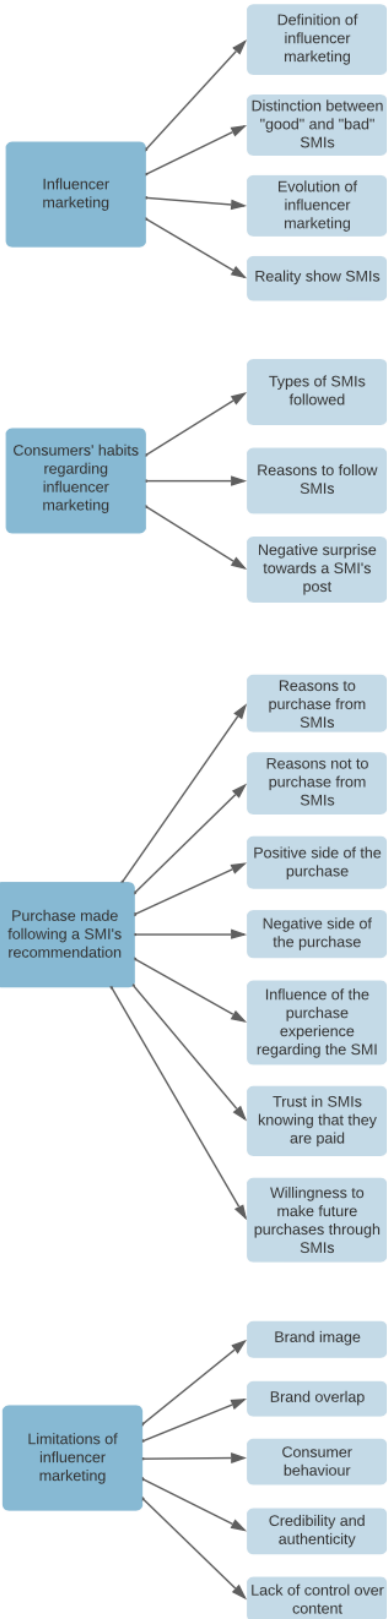 Definition of
influencer
marketing
Distinction between
"good" and "bad"
SMIs
Influencer
marketing
Evolution of
influencer
marketing
Reality show SMIs
Types of SMIs
followed
Consumers' habits
regarding
influencer
marketing
Reasons to follow
SMIs
Negative surprise
towards a SMI's
post
Reasons to
purchase from
SMIs
Reasons not to
purchase from
SMIs
Positive side of the
purchase
Purchase made
following a SMI's
recommendation
Negative side of
the purchase
Influence of the
purchase
experience
regarding the SMI
Trust in SMIs
knowing that they
are paid
Willingness to
make future
purchases through
SMIs
Brand image
Brand overlap
Limitations of
influencer
marketing
Consumer
behaviour
Credibility and
authenticity
Lack of control over
content